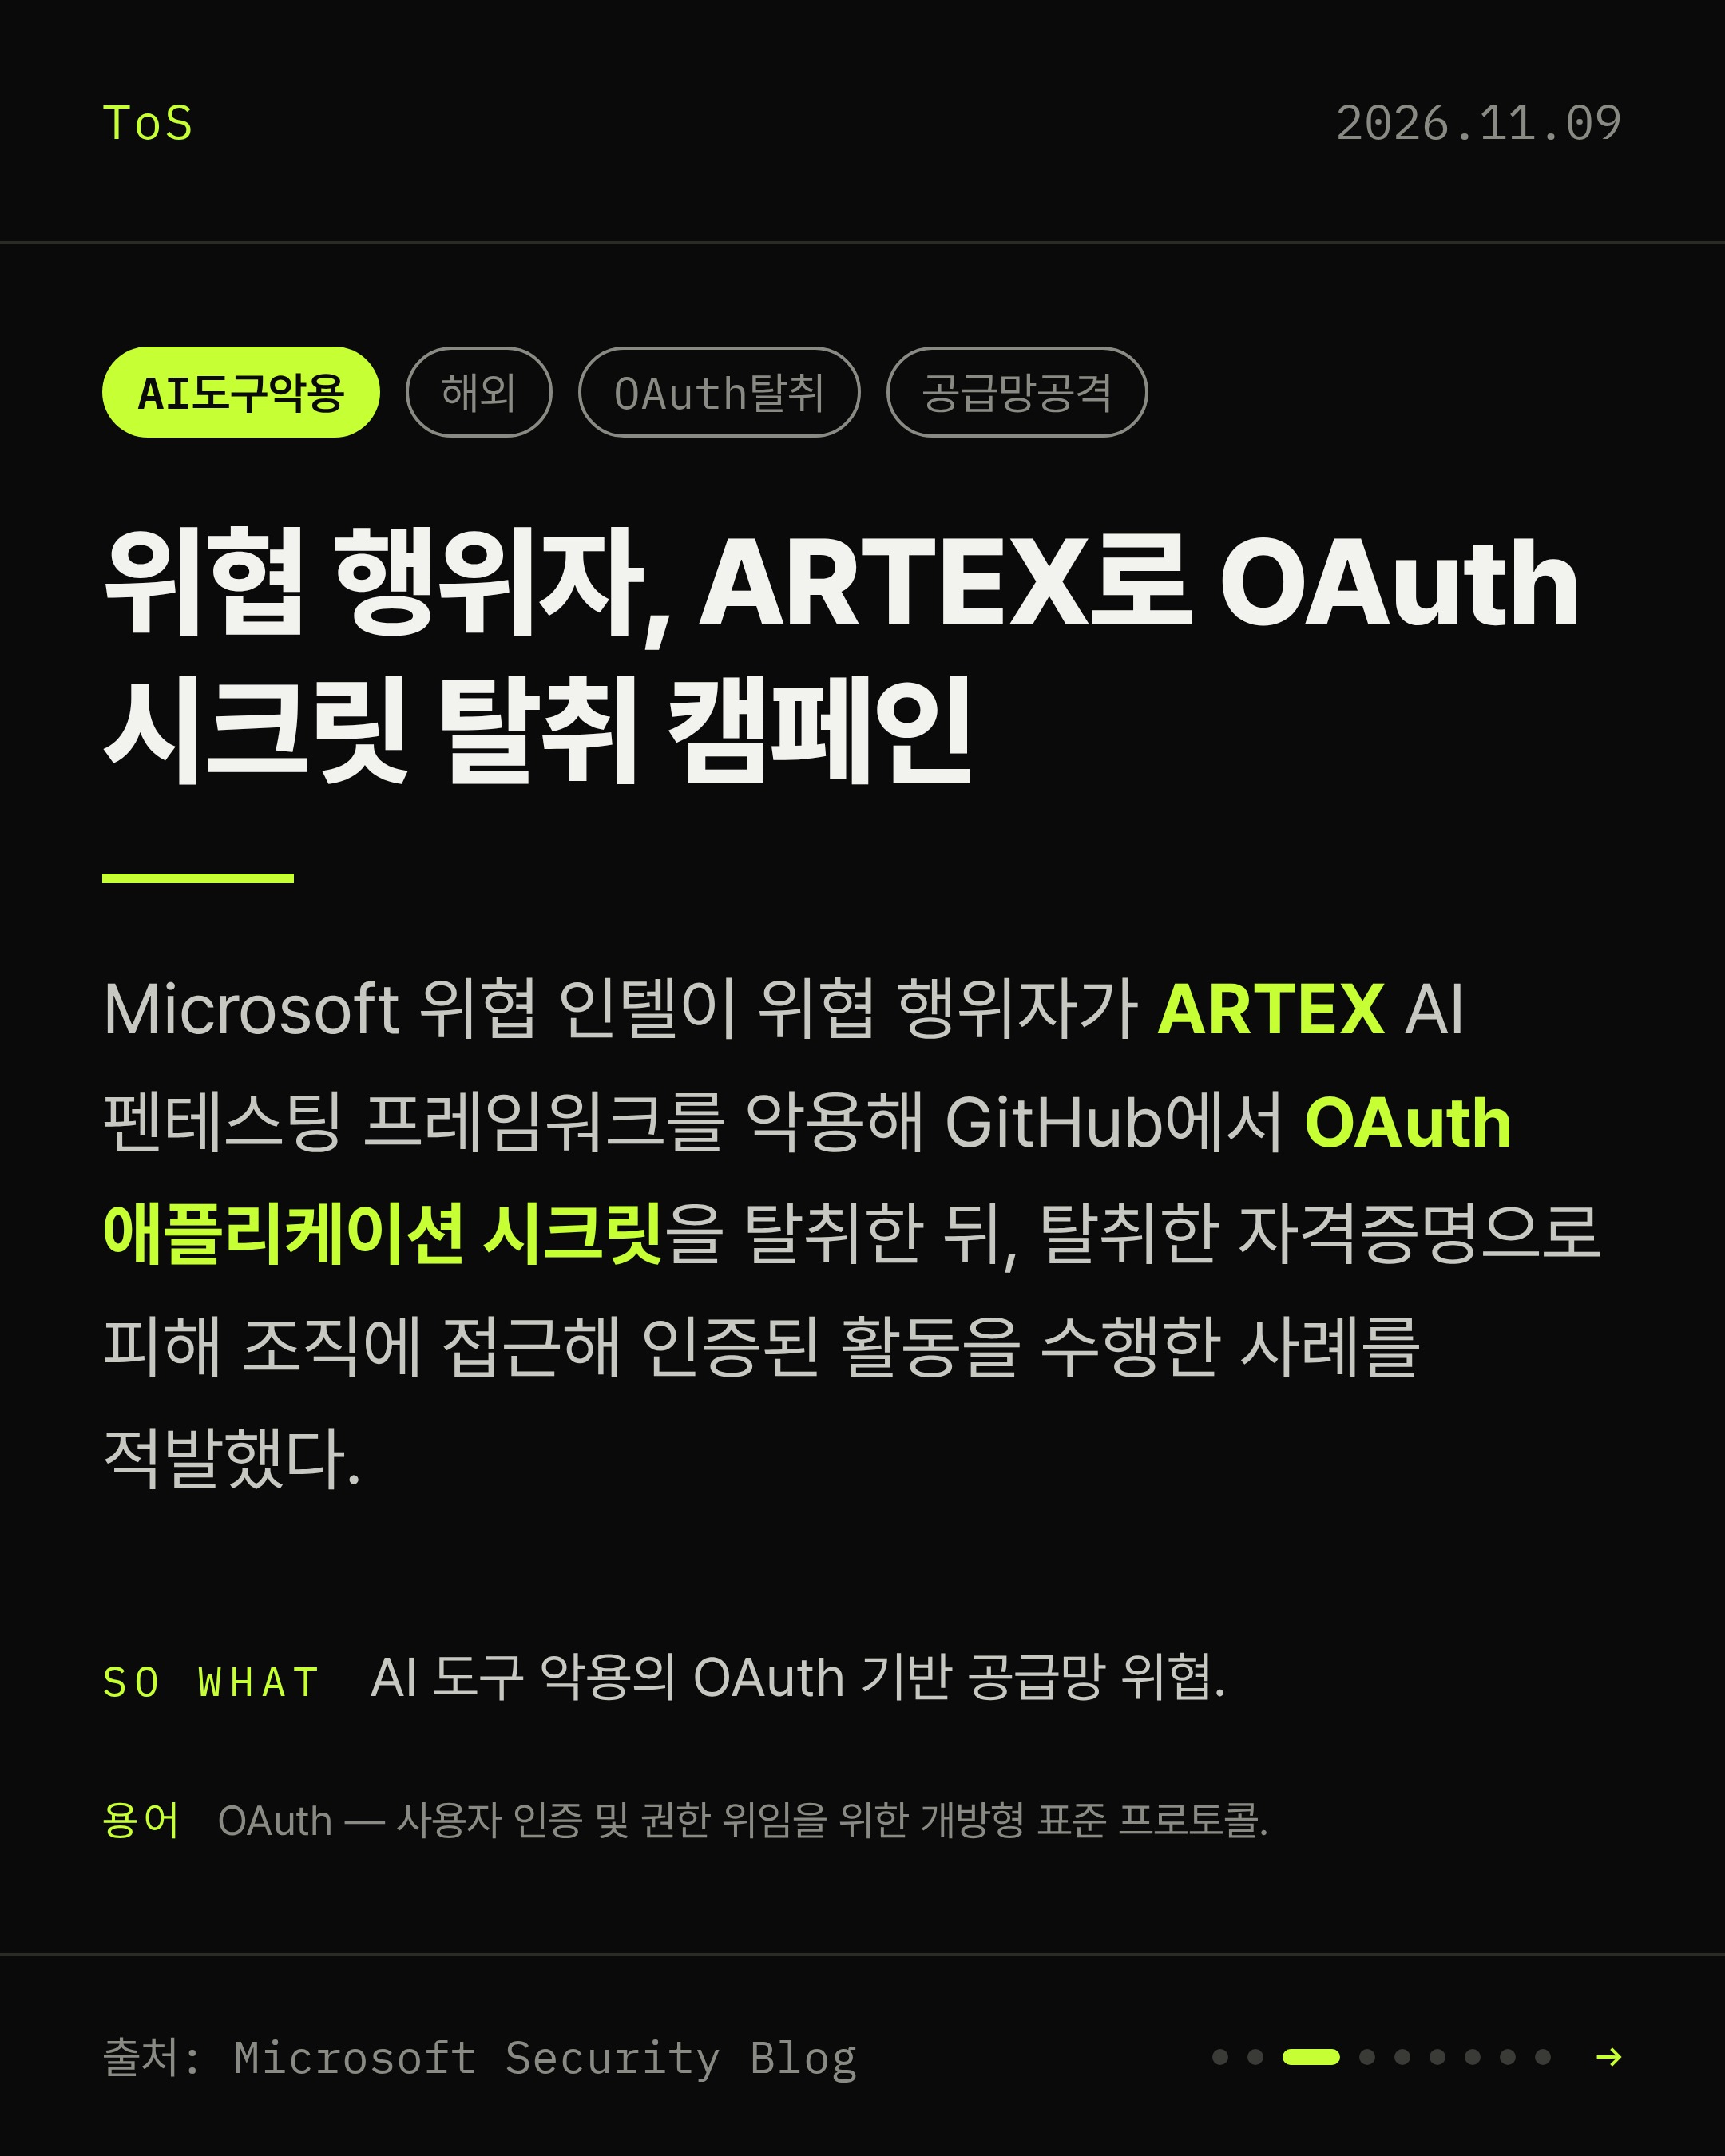 ToS
2026.11.09
AI도구악용 해외 OAuth탈취 공급망공격
위협 행위자, ARTEX로 OAuth
시크릿 탈취 캠페인
Microsoft 위협 인텔이 위협 행위자가 ARTEX AI
펜테스팅 프레임워크를 악용해 GitHub에서 OAuth
애플리케이션 시크릿을 탈취한 뒤, 탈취한 자격증명으로
피해 조직에 접근해 인증된 활동을 수행한 사례를
적발했다.
SO WHAT AI 도구 악용의 OAuth 기반 공급망 위협.
용어 OAuth — 사용자 인증 및 권한 위임을 위한 개방형 표준 프로토콜.
출처: Microsoft Security Blog →